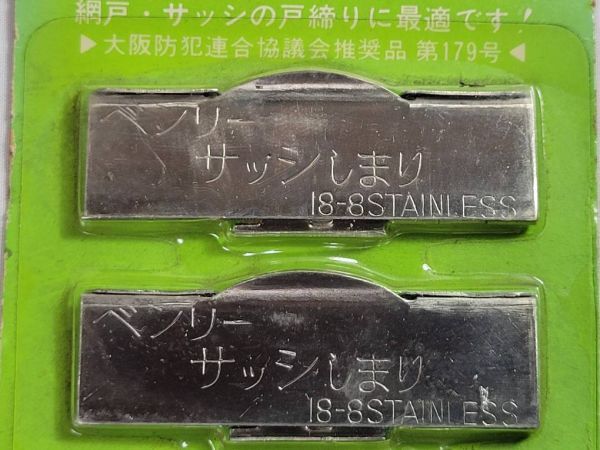 網戸・サッシの戸締りに最適です!
▶大阪防犯連合協議会推奨品 第179号◀
ベンリー
サッシしまり
18-8STAINLESS
ベンリー
サッシしまり
18-8STAINLESS